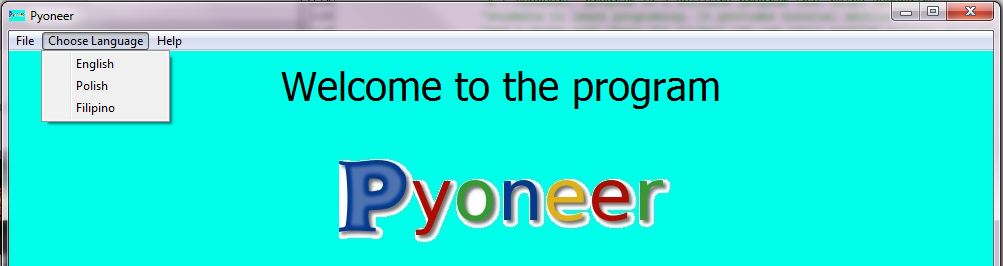 Pyoneer
File Choose Language Help
English
Polish
Filipino
Welcome to the program
Pyoneer